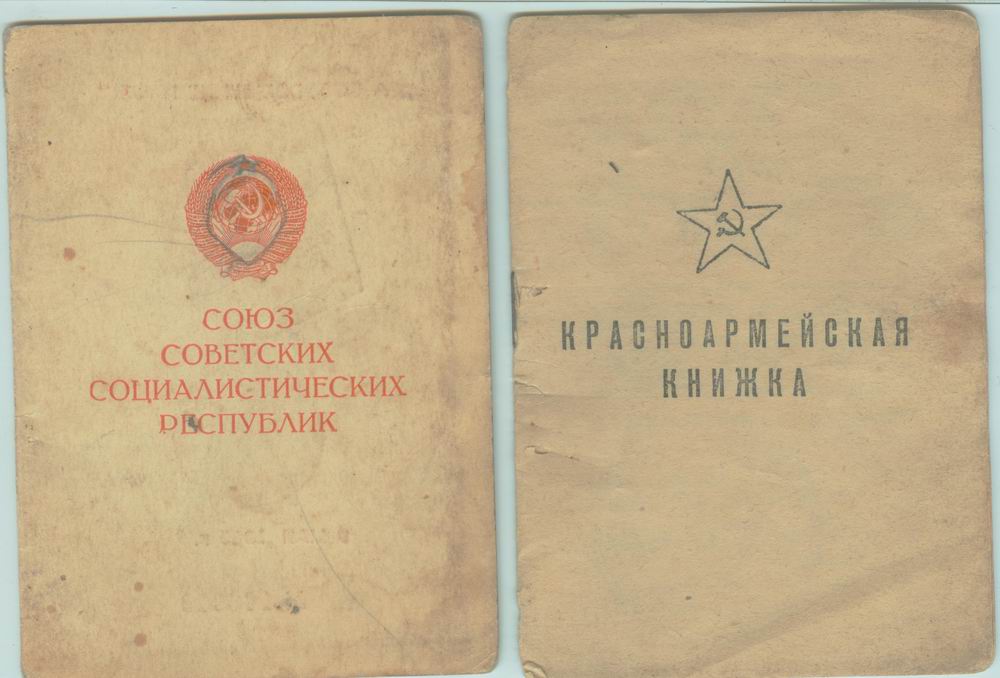 СОЮЗ
СОВЕТСКИХ
СОЦИАЛИСТИЧЕСКИХ
РЕСПУБЛИК
КРАСНОАРМЕЙСКАЯ
КНИЖКА